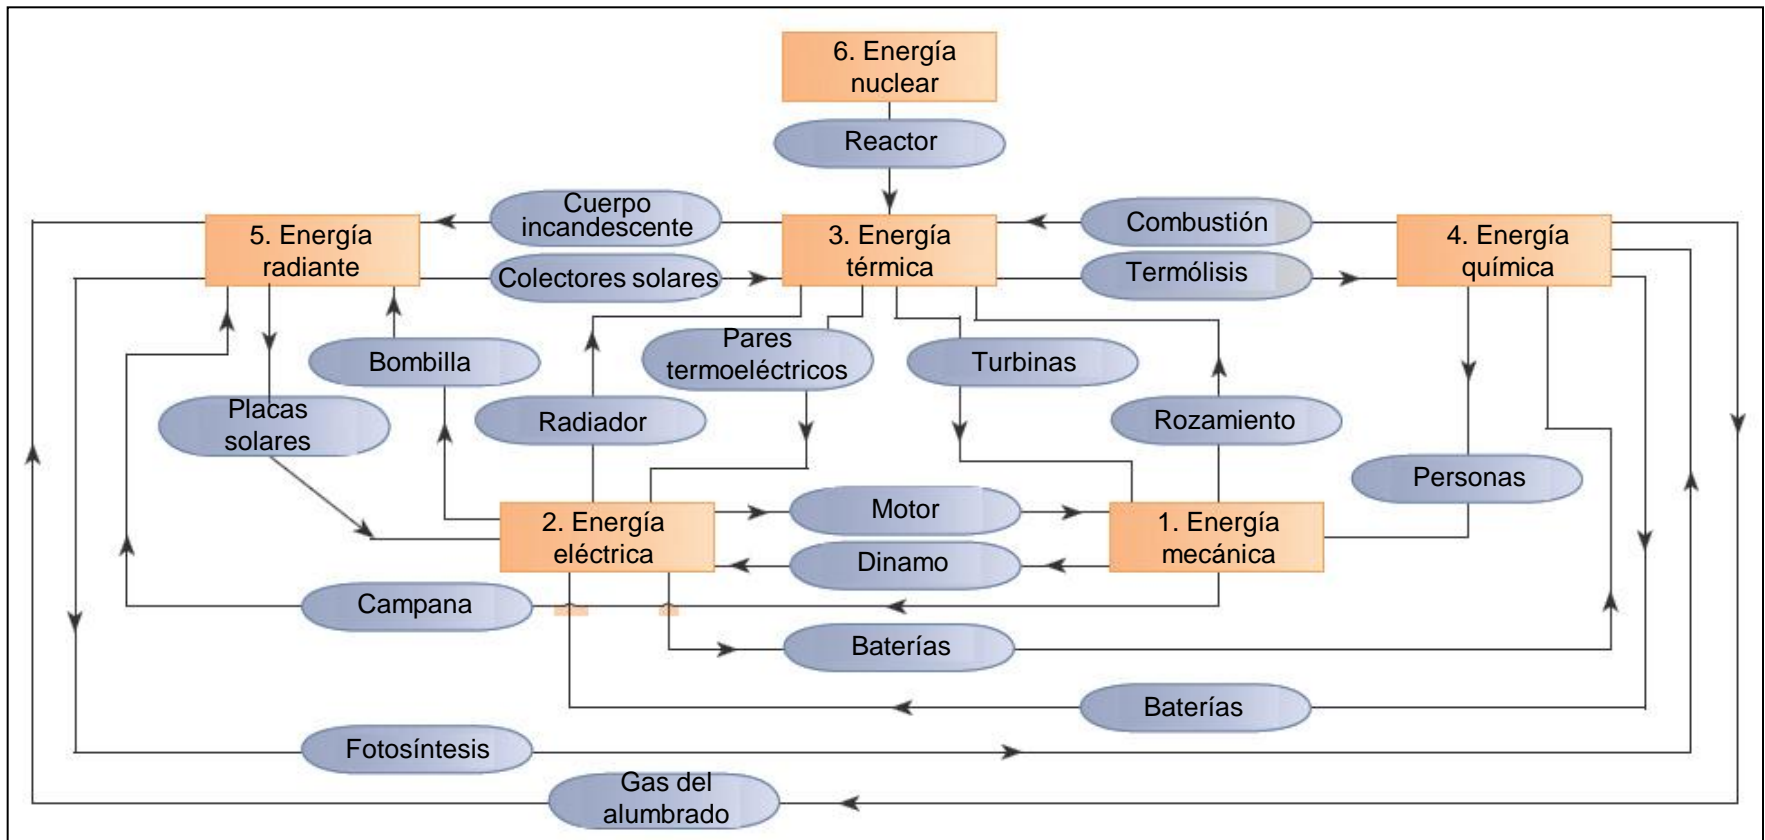 6. Energía
nuclear
Reactor
Cuerpo
incandescente
Combustión
5. Energía
radiante
3. Energía
térmica
4. Energía
química
Colectores solares
Termólisis
Bombilla
Pares
termoeléctricos
Turbinas
Placas
solares
Radiador
Rozamiento
Personas
2. Energía
eléctrica
Motor
1. Energía
mecánica
Dinamo
Campana
Baterías
Baterías
Fotosíntesis
Gas del
alumbrado